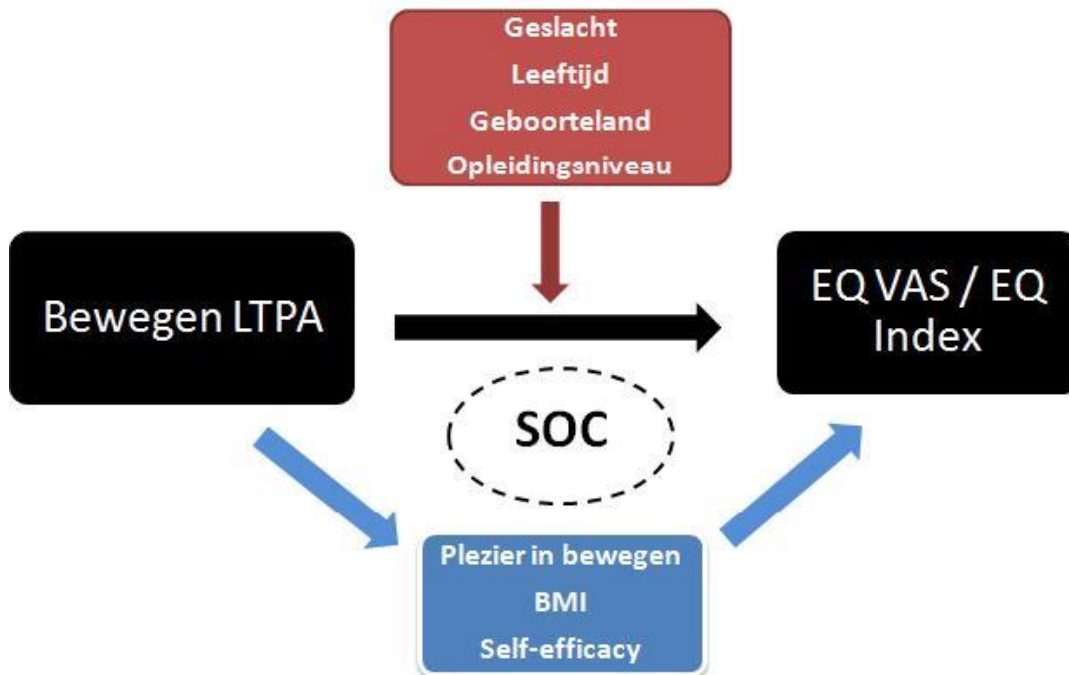 Geslacht
Leeftijd
Geboorteland
Opleidingsniveau
Bewegen LTPA
EQ VAS / EQ
Index
SOC
Plezier in bewegen
BMI
Self-efficacy